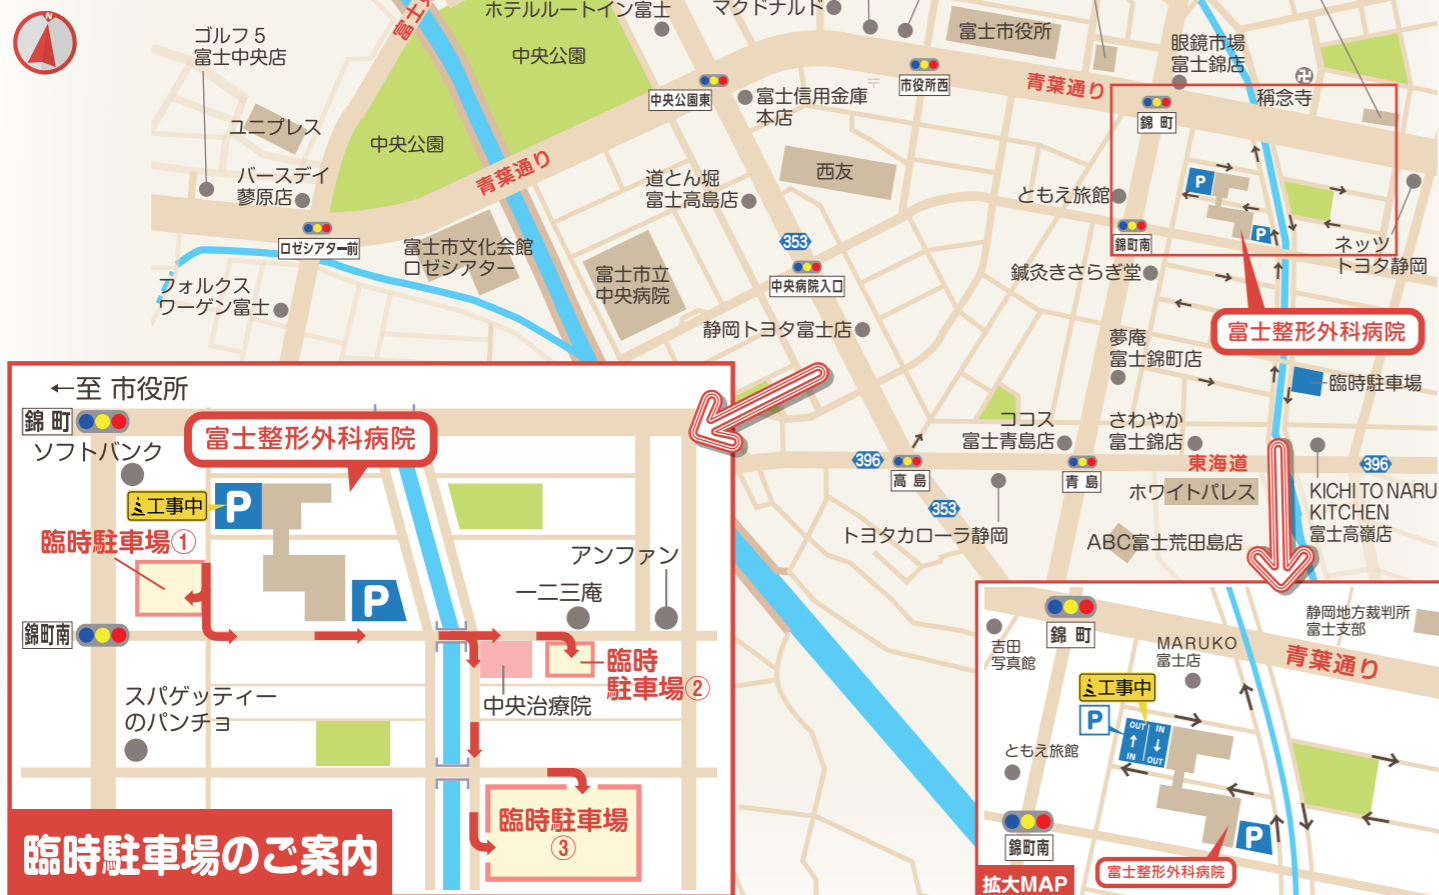 N
ゴルフ5
富士中央店
富士
ホテルルートイン富士
マクドナルド
富士市役所
眼鏡市場
富士錦店
卍
稱念寺
中央公園
中央公園東
富士信用金庫
本店
〒
市役所西
青葉通り
錦 町
ユニプレス
中央公園
バースデイ
蓼原店
青葉通り
道とん堀
富士高島店
西友
ともえ旅館
P
P
錦町南
ネッツ
トヨタ静岡
ロゼシアター前
富士市文化会館
ロゼシアター
富士市立
中央病院
353
中央病院入口
鍼灸きさらぎ堂
フォルクス
ワーゲン富士
静岡トヨタ富士店
富士整形外科病院
夢庵
富士錦町店
臨時駐車場
ココス
富士青島店
さわやか
富士錦店
396
高 島
青 島
東海道
396
ホワイトパレス
KICHI TO NARU
KITCHEN
富士高嶺店
353
トヨタカローラ静岡
ABC富士荒田島店
←至 市役所
錦 町
富士整形外科病院
ソフトバンク
工事中
P
臨時駐車場①
アンファン
P
一二三庵
錦町南
臨時
駐車場②
中央治療院
スパゲッティー
のパンチョ
臨時駐車場
③
臨時駐車場のご案内
錦 町
静岡地方裁判所
富士支部
吉田
写真館
MARUKO
富士店
青葉通り
工事中
P
OUT IN
IN OUT
ともえ旅館
錦町南
P
富士整形外科病院
拡大MAP